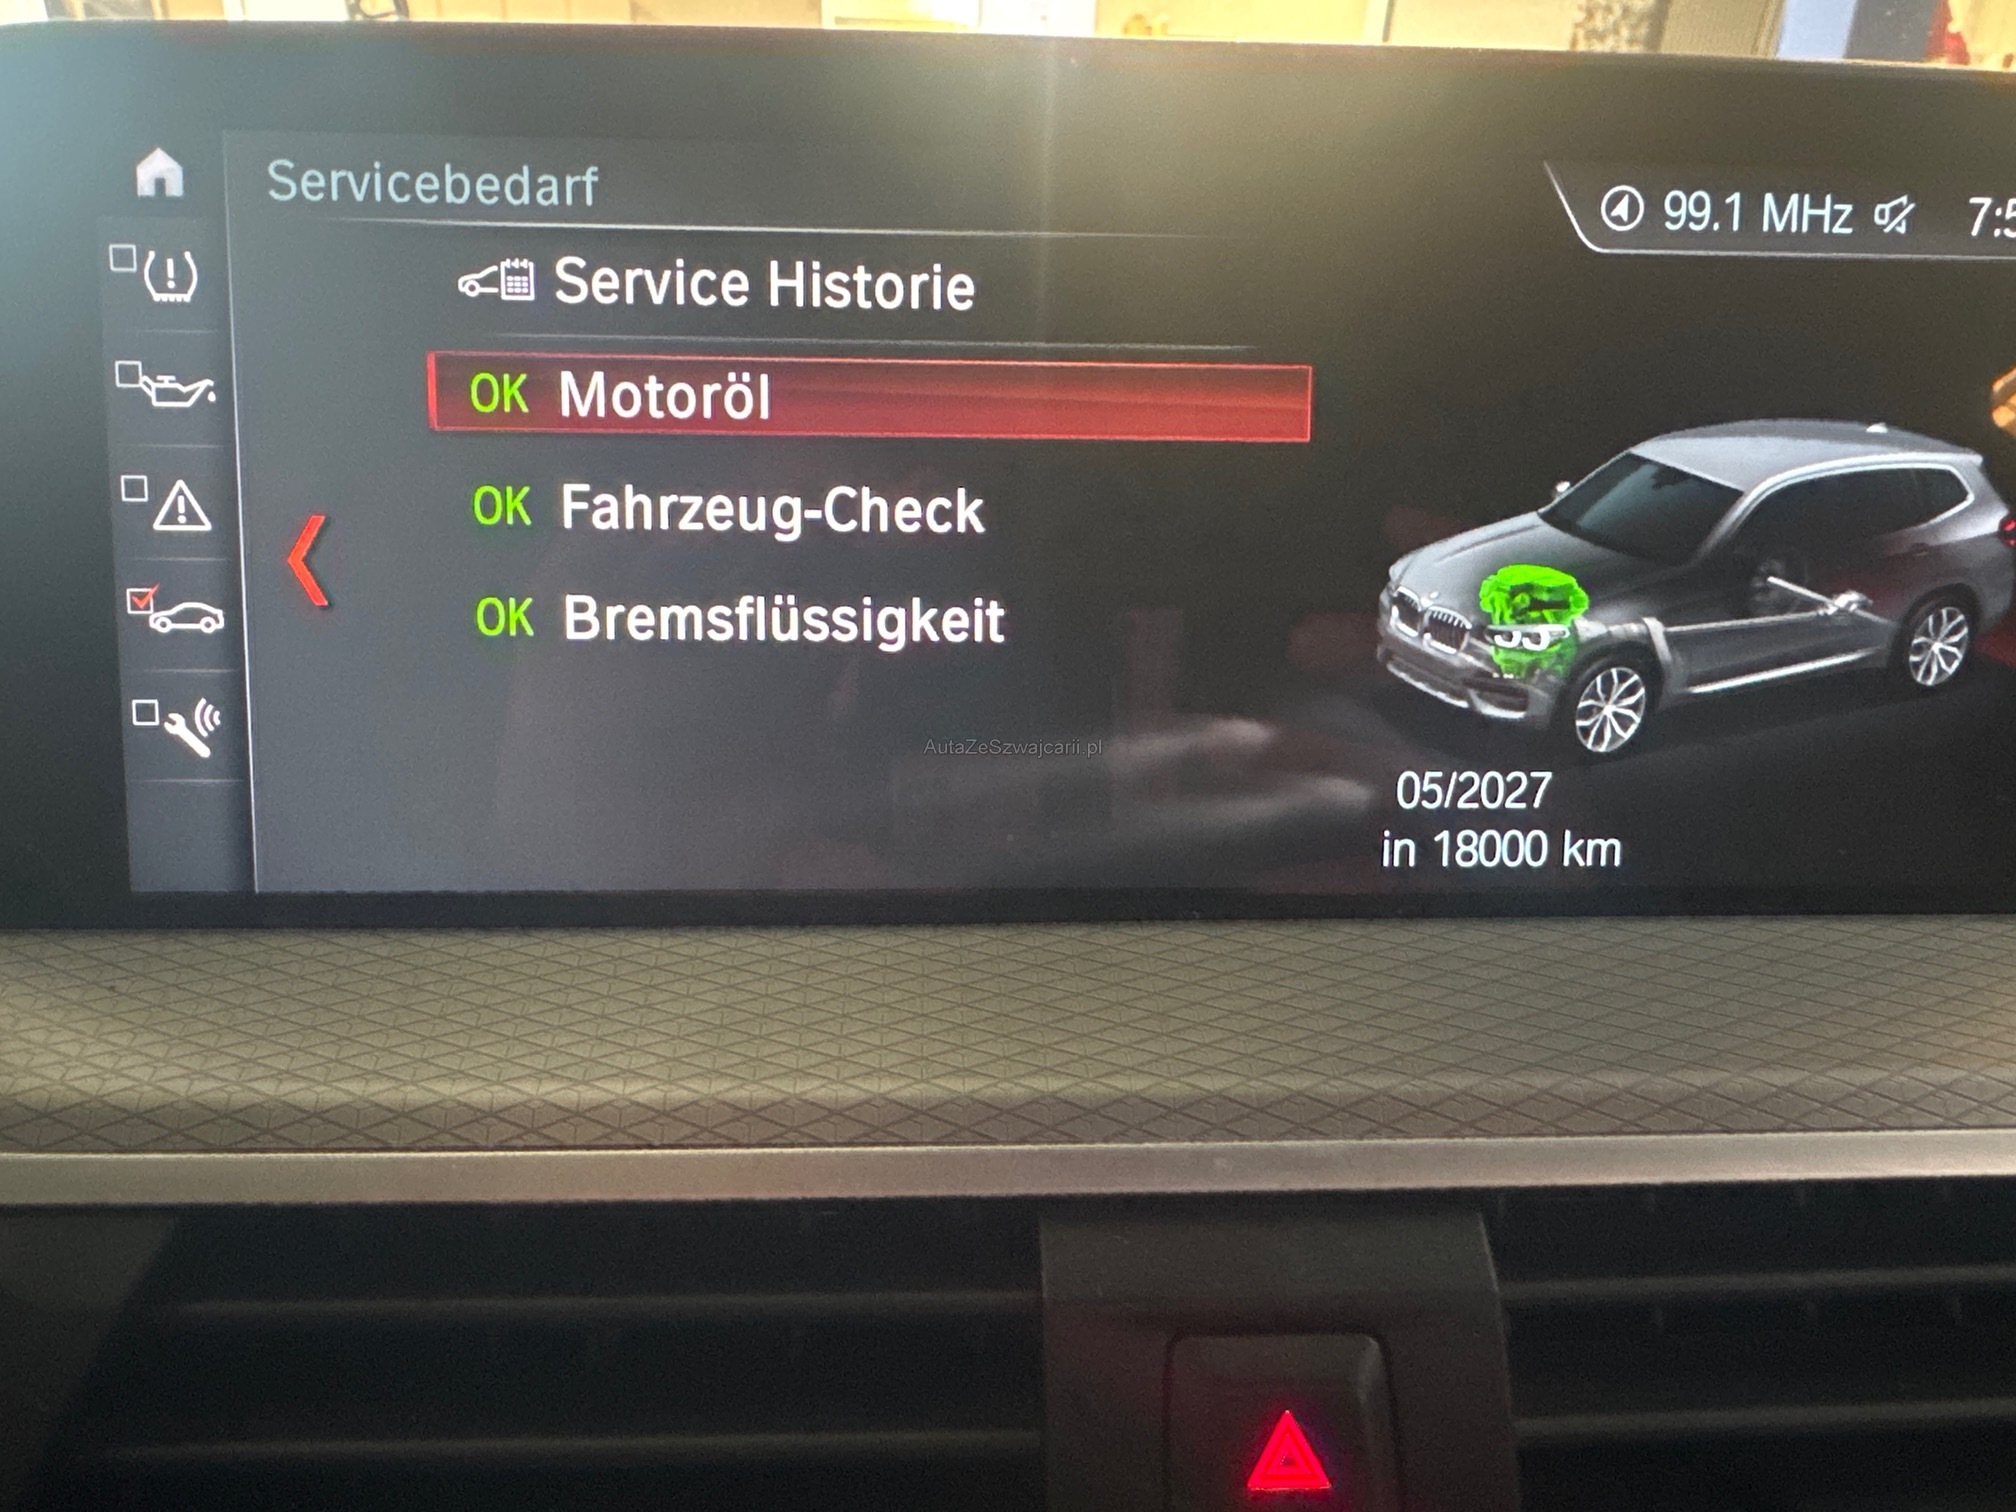 Servicebedarf
99.1 MHz
Service Historie
OK Motoröl
OK Fahrzeug-Check
OK Bremsflüssigkeit
AutaZeSzwajcarii.pl
05/2027
in 18000 km